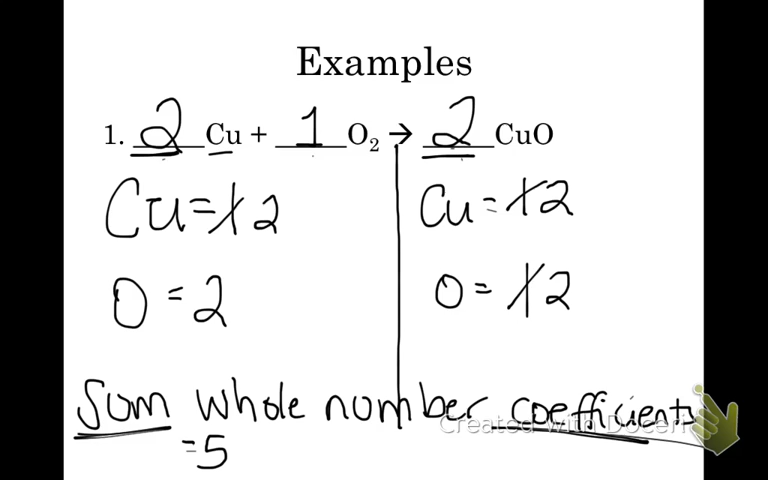 Examples
1. 2 Cu + 1 O₂ → 2 CuO
Cu = 1 2 Cu = 1 2
O = 2 O = 1 2
Sum whole number coefficients
= 5
Created with Doceri